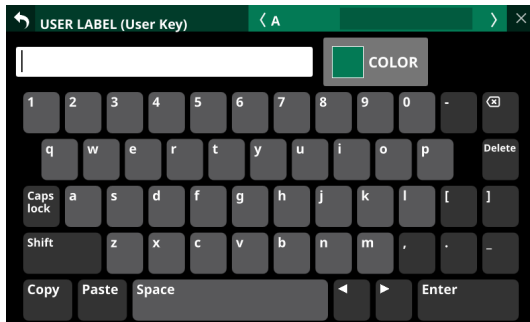 USER LABEL (User Key) A
COLOR
1 2 3 4 5 6 7 8 9 0 -
q w e r t y u i o p Delete
Caps lock a s d f g h j k l [ ]
Shift z x c v b n m , . _
Copy Paste Space ◀ ▶ Enter